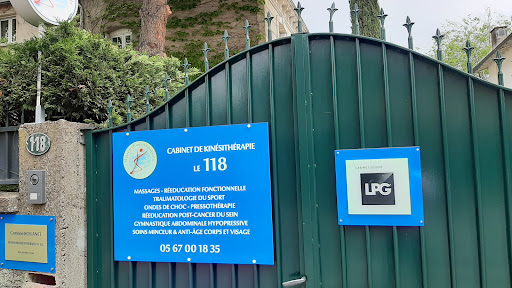 118
CABINET DE KINÉSITHÉRAPIE
LE 118
MASSAGES - RÉÉDUCATION FONCTIONNELLE
TRAUMATOLOGIE DU SPORT
ONDES DE CHOC - PRESSOTHÉRAPIE
RÉÉDUCATION POST-CANCER DU SEIN
GYMNASTIQUE ABDOMINALE HYPOPRESSIVE
SOINS MINCEUR & ANTI-ÂGE CORPS ET VISAGE
05 67 00 18 35
LPG